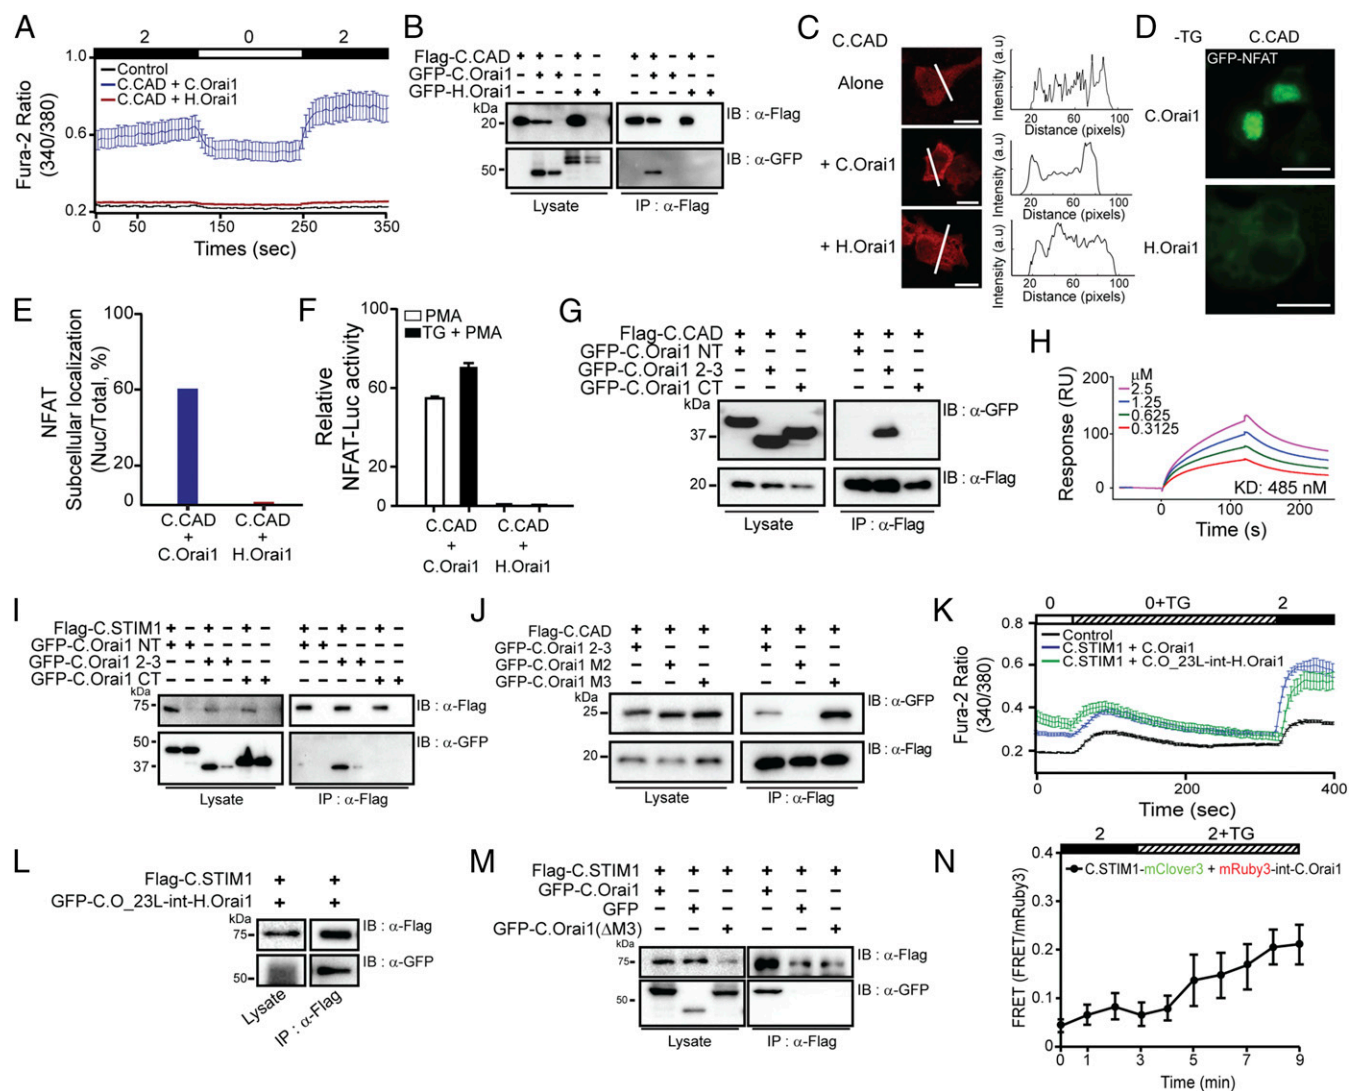 A
2 0 2
Fura-2 Ratio
(340/380)
1.0
0.6
0.2
Control
C.CAD + C.Orai1
C.CAD + H.Orai1
0 50 150 250 350
Times (sec)
B
Flag-C.CAD + + - + - + + - + -
GFP-C.Orai1 - + + - - - + + - -
GFP-H.Orai1 - - - + + - - - + +
kDa
20
50
IB : α-Flag
IB : α-GFP
Lysate
IP : α-Flag
C
C.CAD
Alone
+ C.Orai1
+ H.Orai1
Intensity (a.u)
20 60 100
Distance (pixels)
Intensity (a.u)
20 60 100
Distance (pixels)
Intensity (a.u)
20 60 100
Distance (pixels)
D
-TG C.CAD
GFP-NFAT
C.Orai1
H.Orai1
E
NFAT
Subcellular localization
(Nuc/Total, %)
100
60
20
0
C.CAD
+
C.Orai1
C.CAD
+
H.Orai1
F
Relative
NFAT-Luc activity
100
60
20
0
PMA
TG + PMA
C.CAD
+
C.Orai1
C.CAD
+
H.Orai1
G
Flag-C.CAD + + + + + +
GFP-C.Orai1 NT + - - + - -
GFP-C.Orai1 2-3 - + - - + -
GFP-C.Orai1 CT - - + - - +
kDa
37
20
IB : α-GFP
IB : α-Flag
Lysate
IP : α-Flag
H
Response (RU)
200
100
0
μM
2.5
1.25
0.625
0.3125
KD: 485 nM
0 100 200
Time (s)
I
Flag-C.STIM1 + - + - + - + - + - + -
GFP-C.Orai1 NT + + - - - - + + - - - -
GFP-C.Orai1 2-3 - - + + - - - - + + - -
GFP-C.Orai1 CT - - - - + + - - - - + +
kDa
75
50
37
IB : α-Flag
IB : α-GFP
Lysate
IP : α-Flag
J
Flag-C.CAD + + + + + +
GFP-C.Orai1 2-3 + - - + - -
GFP-C.Orai1 M2 - + - - + -
GFP-C.Orai1 M3 - - + - - +
kDa
25
20
IB : α-GFP
IB : α-Flag
Lysate
IP : α-Flag
K
0 0+TG 2
Fura-2 Ratio
(340/380)
0.8
0.6
0.4
0.2
Control
C.STIM1 + C.Orai1
C.STIM1 + C.O_23L-int-H.Orai1
0 200 400
Time (sec)
L
Flag-C.STIM1 + +
GFP-C.O_23L-int-H.Orai1 + +
kDa
75
50
IB : α-Flag
IB : α-GFP
Lysate
IP : α-Flag
M
Flag-C.STIM1 + + + + + +
GFP-C.Orai1 + - - + - -
GFP - + - - + -
GFP-C.Orai1(ΔM3) - - + - - +
kDa
75
50
IB : α-Flag
IB : α-GFP
Lysate
IP : α-Flag
N
2 2+TG
FRET (FRET/mRuby3)
0.4
0.3
0.2
0.1
0
C.STIM1-mClover3 + mRuby3-int-C.Orai1
0 1 3 5 7 9
Time (min)